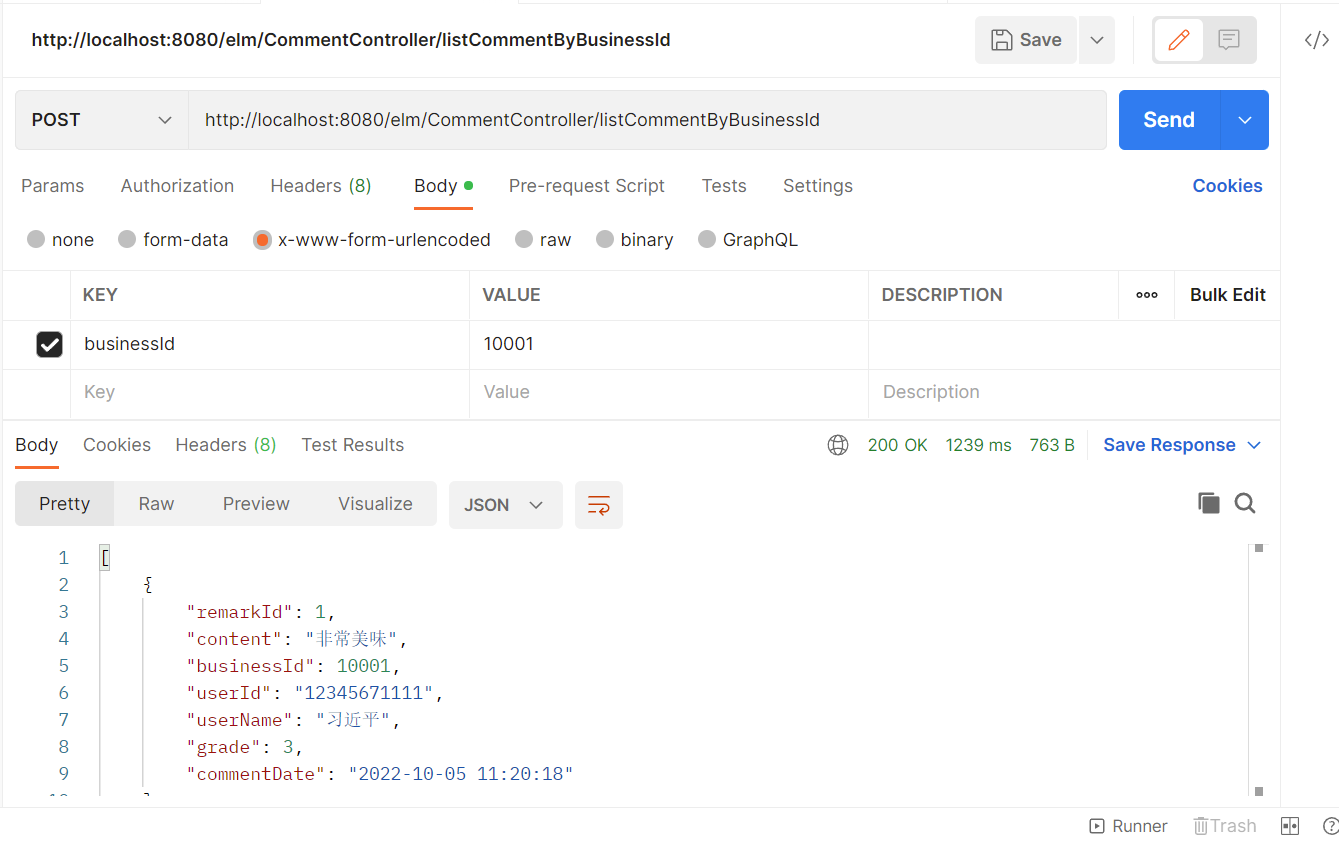 http://localhost:8080/elm/CommentController/listCommentByBusinessId
Save
POST
http://localhost:8080/elm/CommentController/listCommentByBusinessId
Send
Params Authorization Headers (8) Body Pre-request Script Tests Settings Cookies
none form-data x-www-form-urlencoded raw binary GraphQL
KEY VALUE DESCRIPTION Bulk Edit
businessId 10001
Key Value Description
Body Cookies Headers (8) Test Results 200 OK 1239 ms 763 B Save Response
Pretty Raw Preview Visualize JSON
1 [
2 {
3 "remarkId": 1,
4 "content": "非常美味",
5 "businessId": 10001,
6 "userId": "12345671111",
7 "userName": "习近平",
8 "grade": 3,
9 "commentDate": "2022-10-05 11:20:18"
Runner Trash